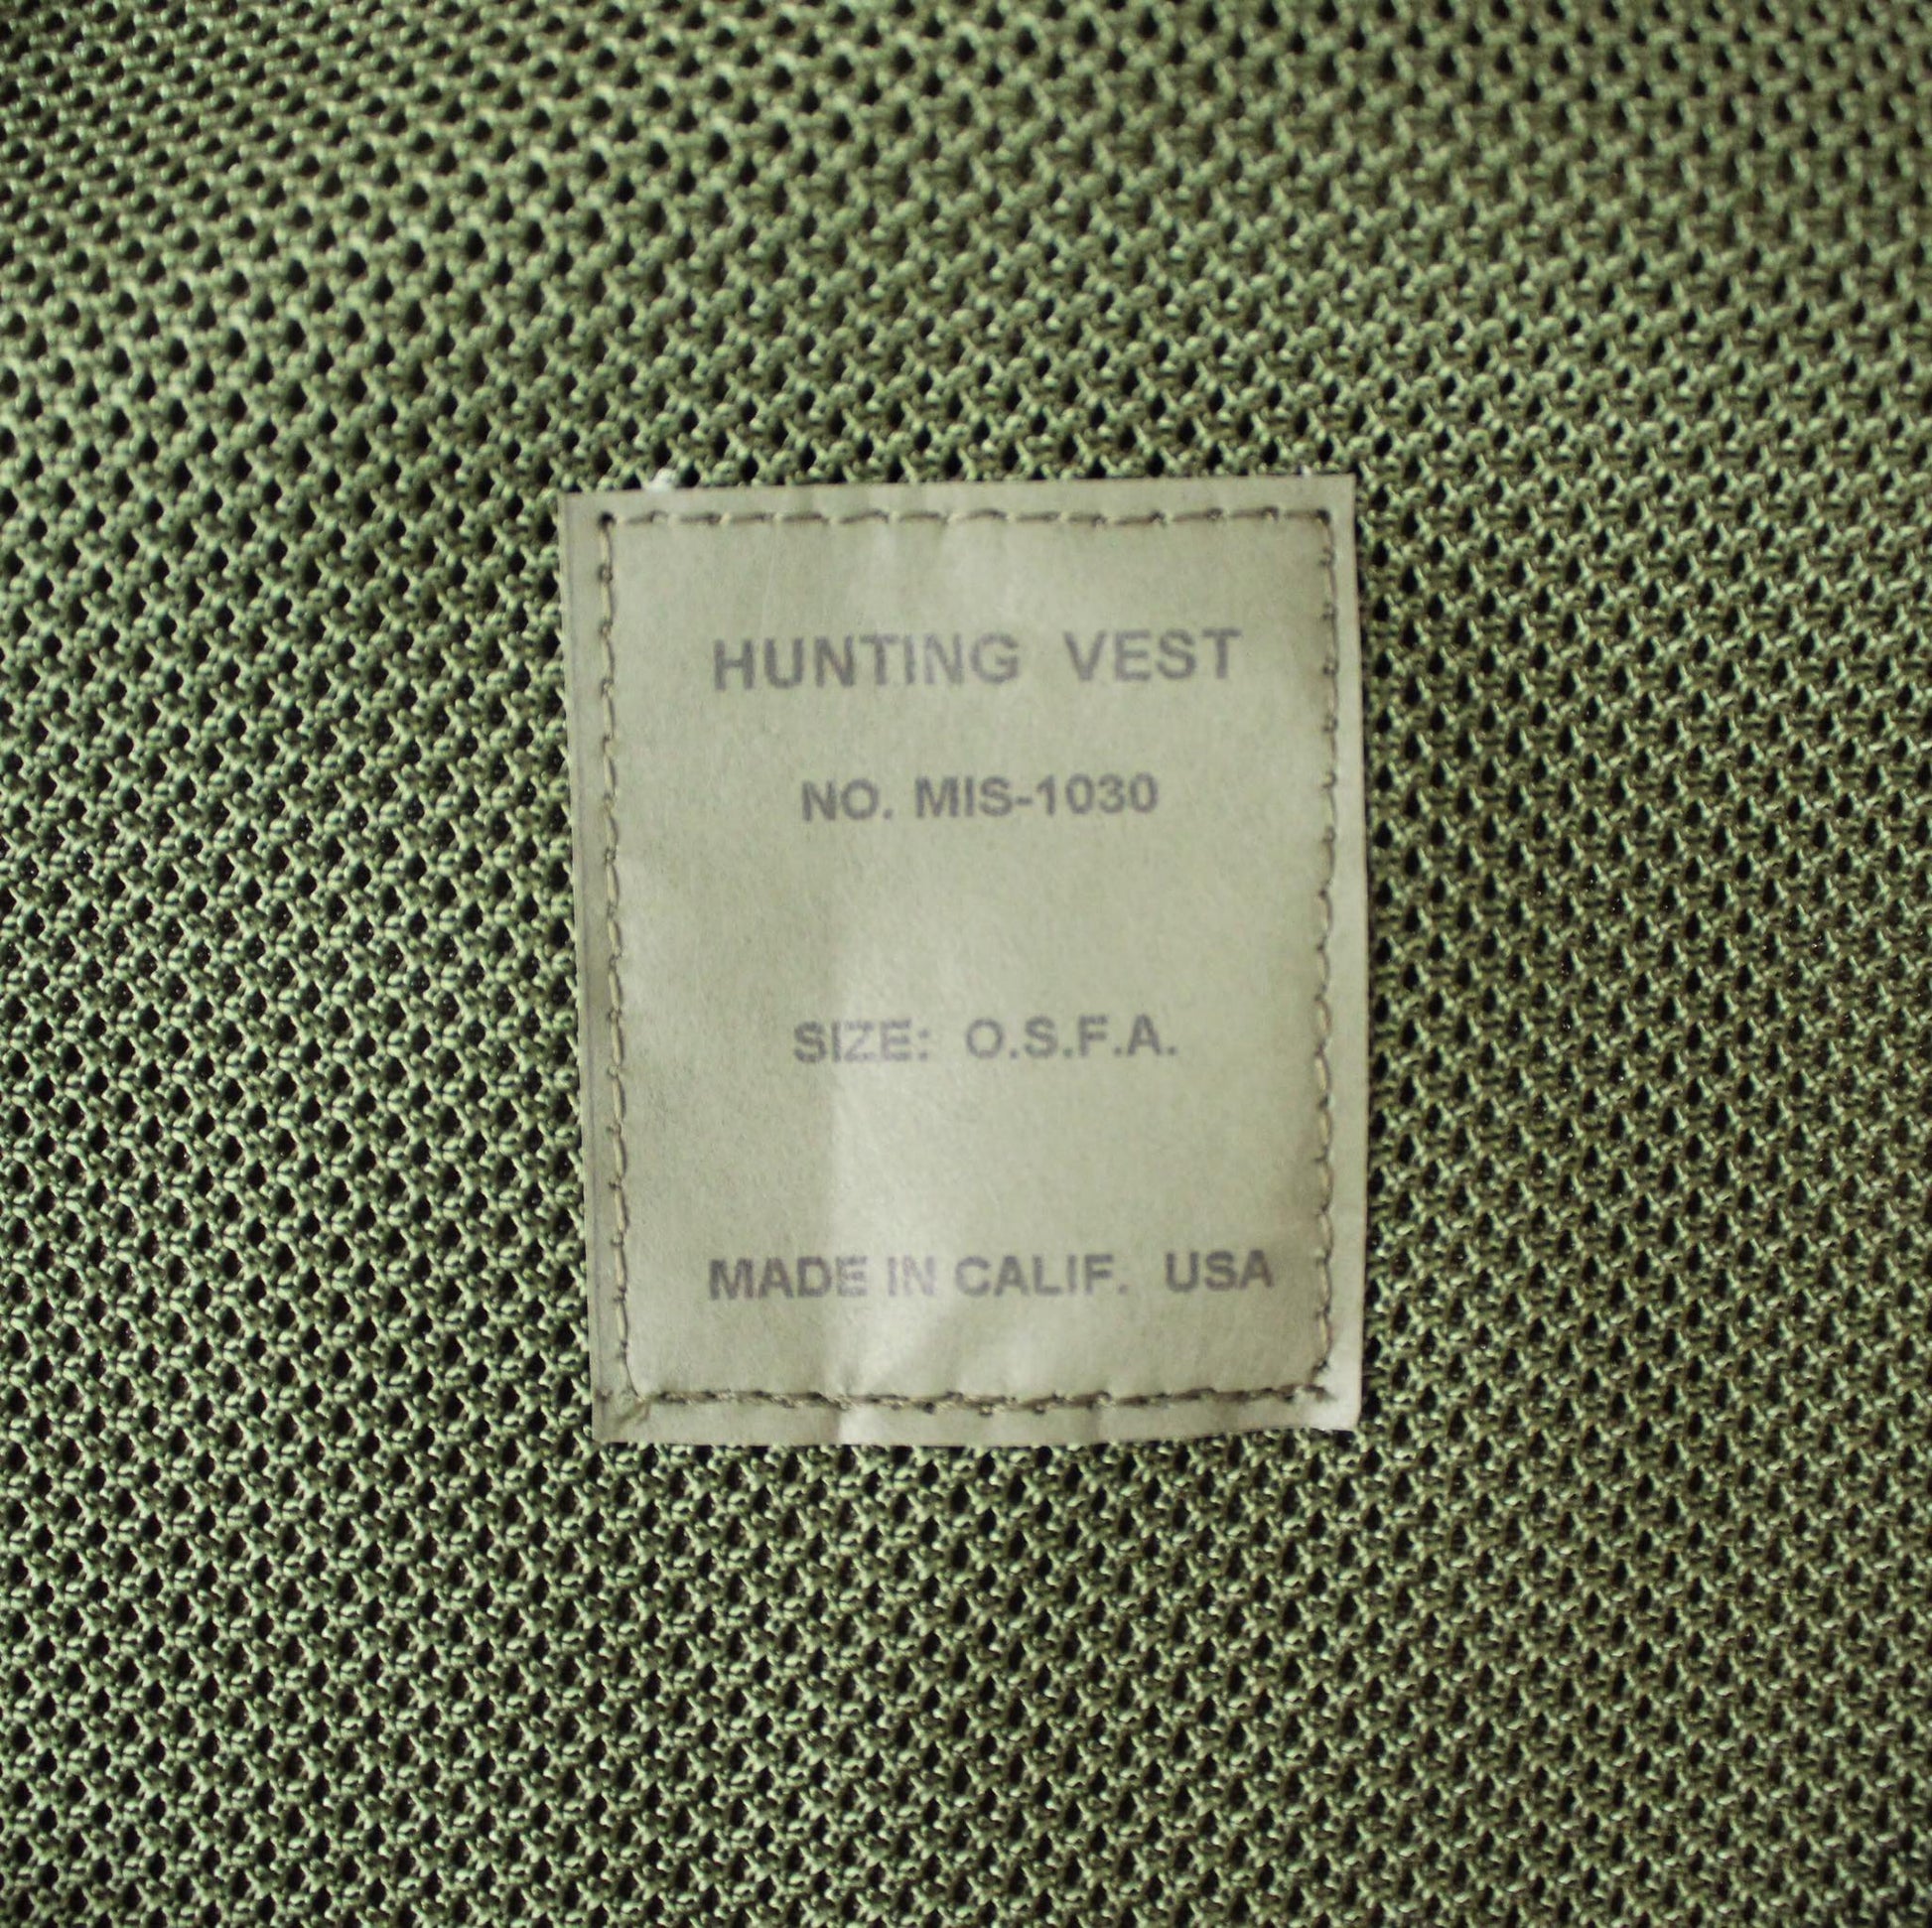 HUNTING VEST
NO. MIS-1030
SIZE: O.S.F.A.
MADE IN CALIF. USA